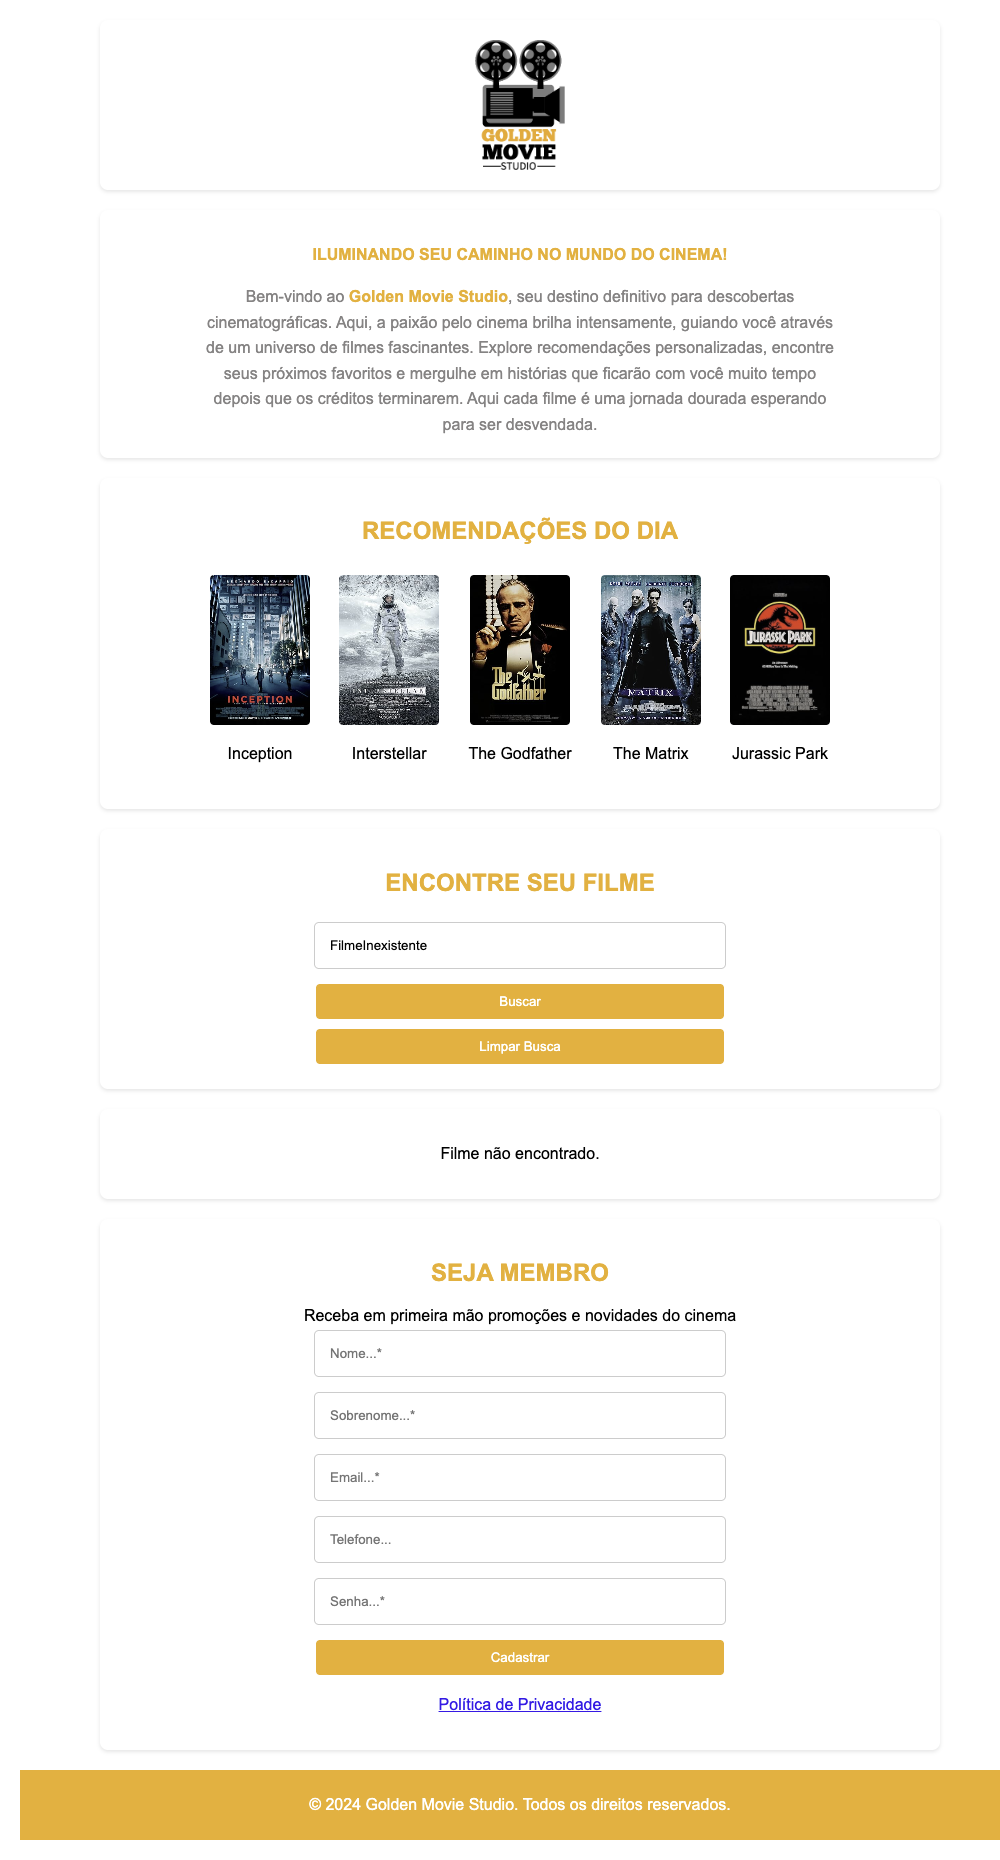 GOLDEN
MOVIE
STUDIO
ILUMINANDO SEU CAMINHO NO MUNDO DO CINEMA!
Bem-vindo ao Golden Movie Studio, seu destino definitivo para descobertas
cinematográficas. Aqui, a paixão pelo cinema brilha intensamente, guiando você através
de um universo de filmes fascinantes. Explore recomendações personalizadas, encontre
seus próximos favoritos e mergulhe em histórias que ficarão com você muito tempo
depois que os créditos terminarem. Aqui cada filme é uma jornada dourada esperando
para ser desvendada.
RECOMENDAÇÕES DO DIA
INCEPTION
INTERSTELLAR
The
Godfather
MATRIX
JURASSIC PARK
Inception
Interstellar
The Godfather
The Matrix
Jurassic Park
ENCONTRE SEU FILME
FilmeInexistente
Buscar
Limpar Busca
Filme não encontrado.
SEJA MEMBRO
Receba em primeira mão promoções e novidades do cinema
Nome...*
Sobrenome...*
Email...*
Telefone...
Senha...*
Cadastrar
Política de Privacidade
© 2024 Golden Movie Studio. Todos os direitos reservados.